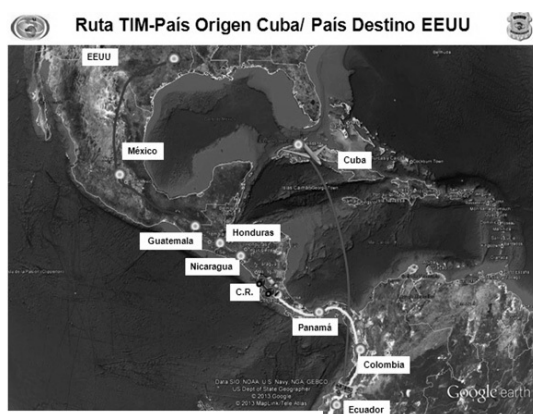 Ruta TIM-País Origen Cuba/ País Destino EEUU
EEUU
México
Cuba
Guatemala
Honduras
Nicaragua
C.R.
Panamá
Colombia
Data SIO, NOAA, U.S. Navy, NGA, GEBCO
US Dept of State Geographer
© 2013 Google
© 2013 MapLink/Tele Atlas
Google earth
Ecuador